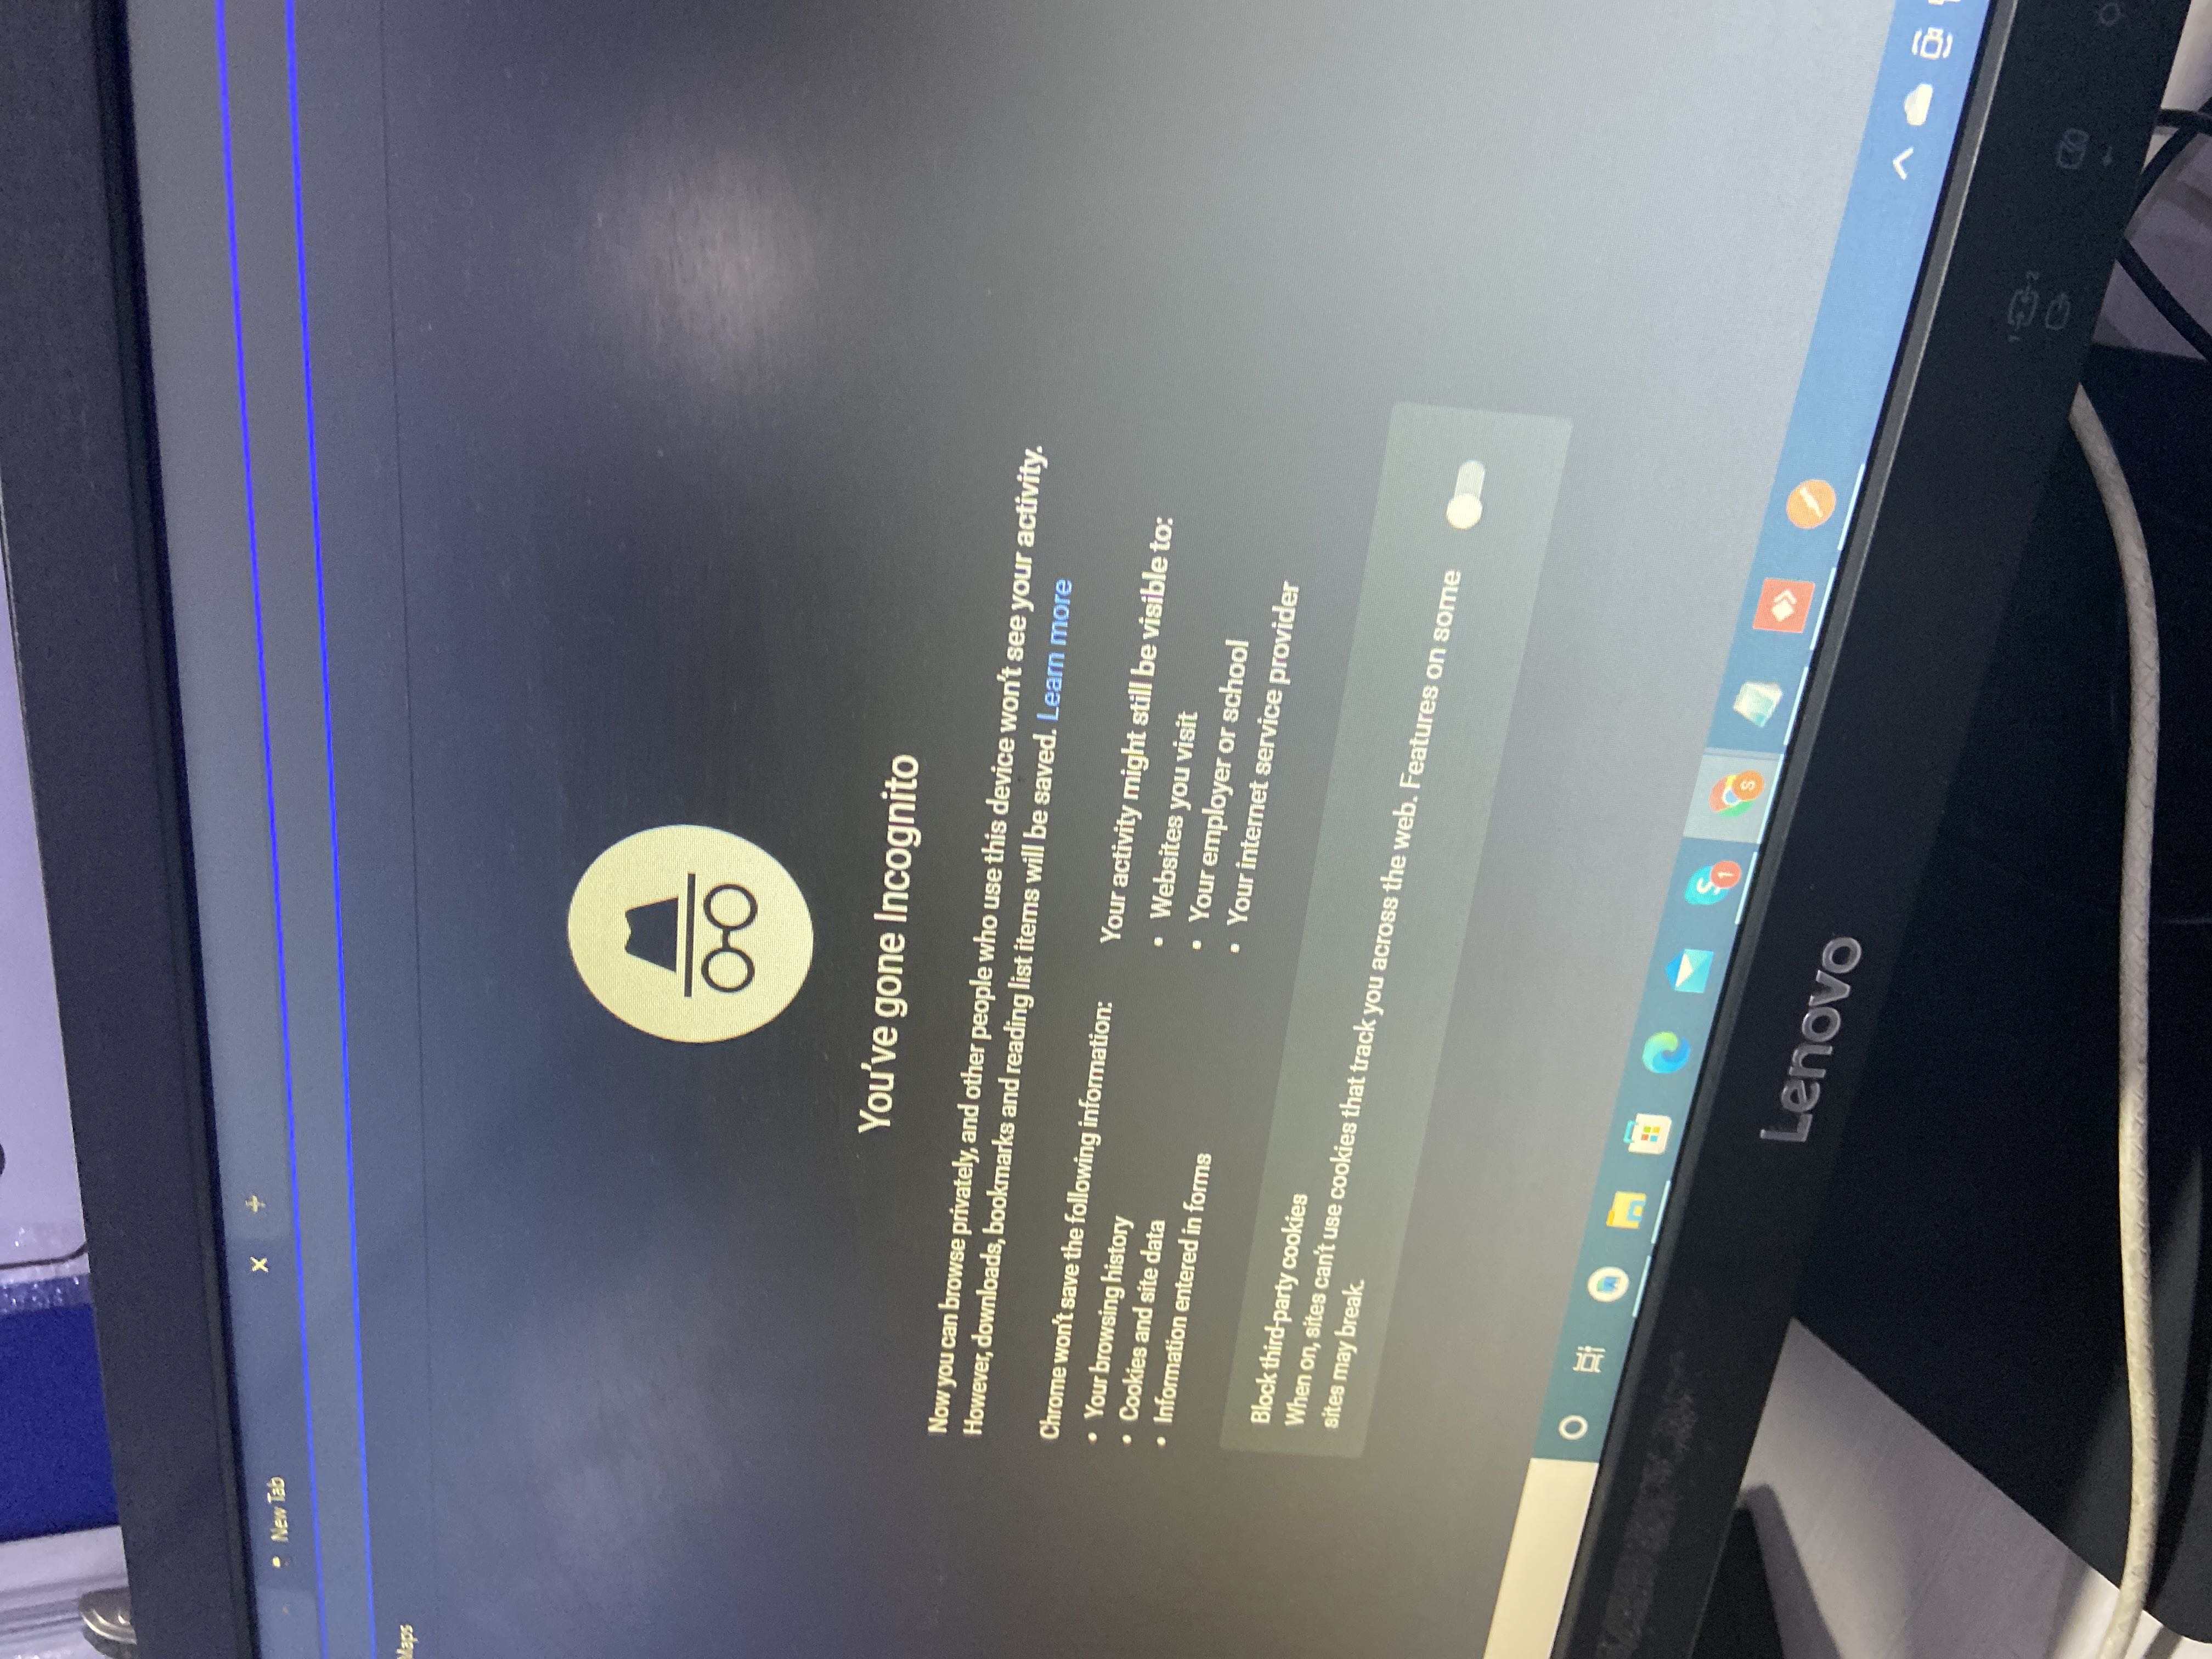 New Tab
Maps
You've gone Incognito
Now you can browse privately, and other people who use this device won't see your activity.
However, downloads, bookmarks and reading list items will be saved. Learn more
Chrome won't save the following information:
• Your browsing history
• Cookies and site data
• Information entered in forms
Your activity might still be visible to:
• Websites you visit
• Your employer or school
• Your internet service provider
Block third-party cookies
When on, sites can't use cookies that track you across the web. Features on some
sites may break.
S 1
S
Lenovo
1 2